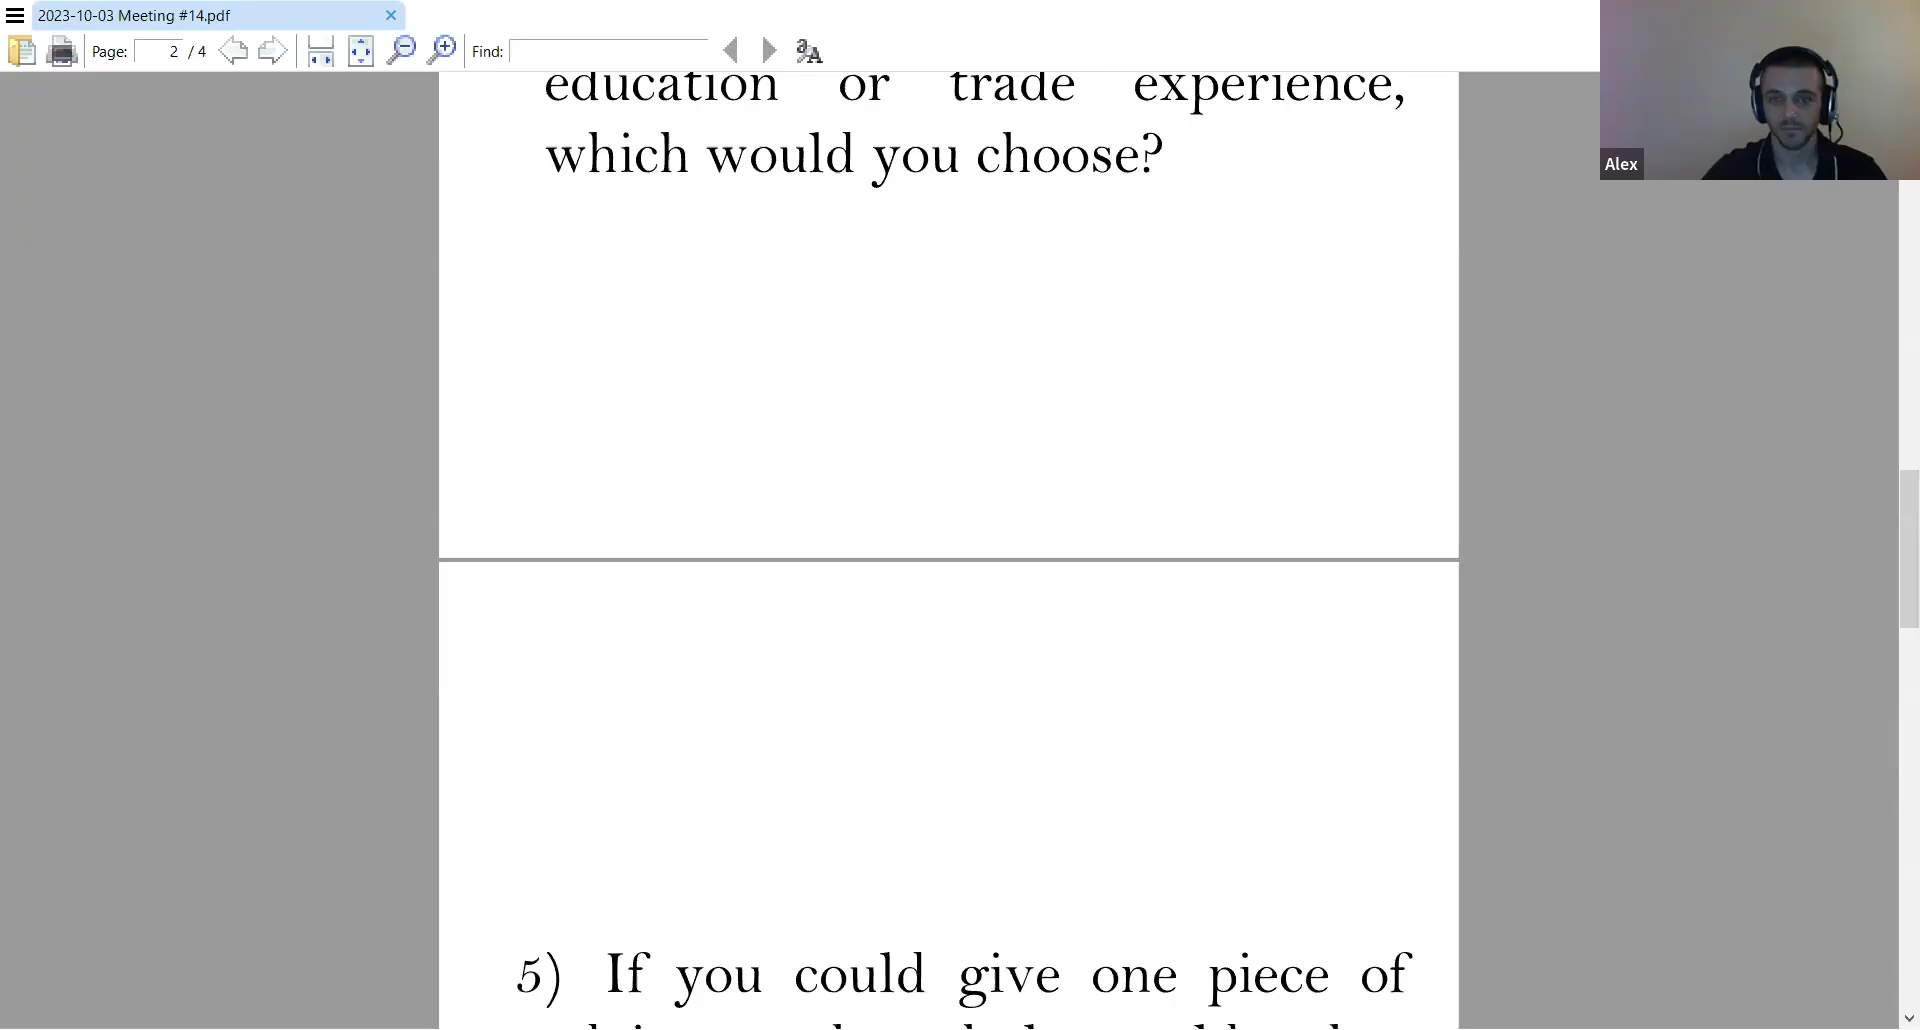 2023-10-03 Meeting #14.pdf
Page: 2 / 4 Find:
Alex
education or trade experience,
which would you choose?
5) If you could give one piece of